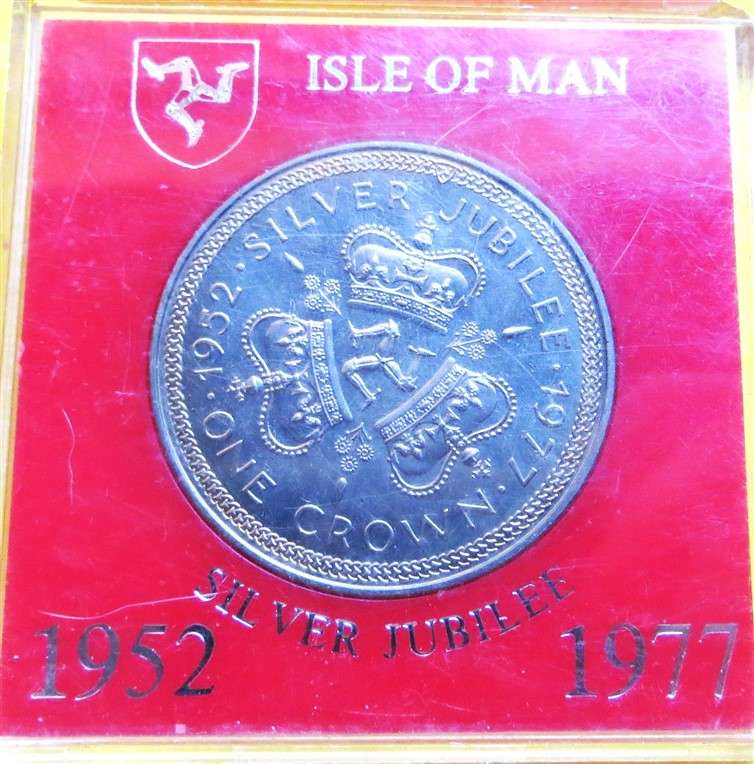 ISLE OF MAN
· 1952 · SILVER JUBILEE · 1977 ·
ONE CROWN
SILVER JUBILEE
1952 1977